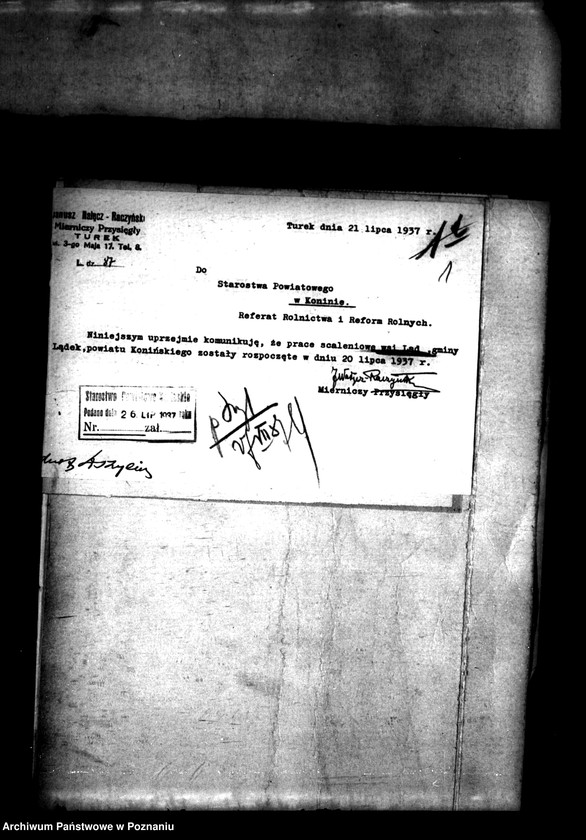 Janusz Nałęcz-Raczyński
Mierniczy Przysięgły
TUREK
ul. 3-go Maja 17. Tel. 8.
L. dz. 87
Turek dnia 21 lipca 1937 r.
1
Do
Starostwa Powiatowego
w Koninie.
Referat Rolnictwa i Reform Rolnych.
Niniejszym uprzejmie komunikuję, że prace scaleniowe wsi Ląd, gminy
Lądek, powiatu Konińskiego zostały rozpoczęte w dniu 20 lipca 1937 r.
Mierniczy Przysięgły
Starostwo
Podano dnia 26 LIP 1937 roku
Nr. zał.
Archiwum Państwowe w Poznaniu